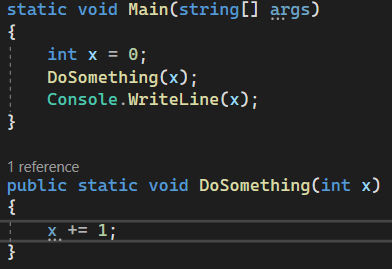 static void Main(string[] args)
{
    int x = 0;
    DoSomething(x);
    Console.WriteLine(x);
}
1 reference
public static void DoSomething(int x)
{
    x += 1;
}